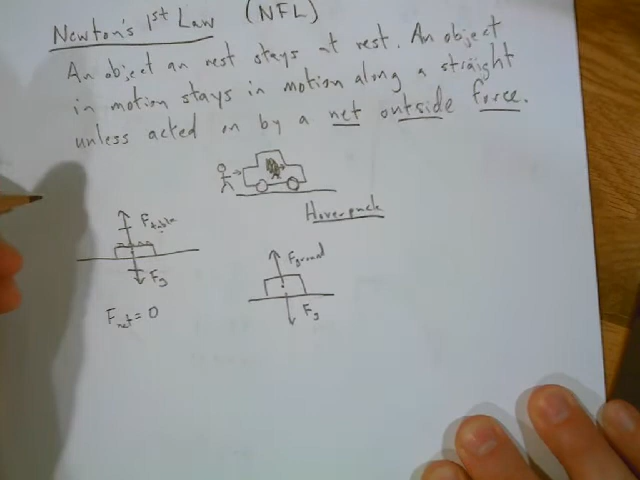 Newton's 1st Law (NFL)
An object an rest stays at rest. An object
in motion stays in motion along a straight
unless acted on by a net outside force.
Hoverpuck
Ftable
Fg
Fnet = 0
Fground
Fg